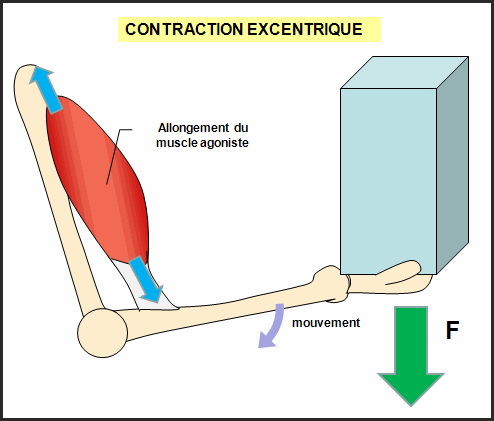 CONTRACTION EXCENTRIQUE
Allongement du
muscle agoniste
mouvement
F